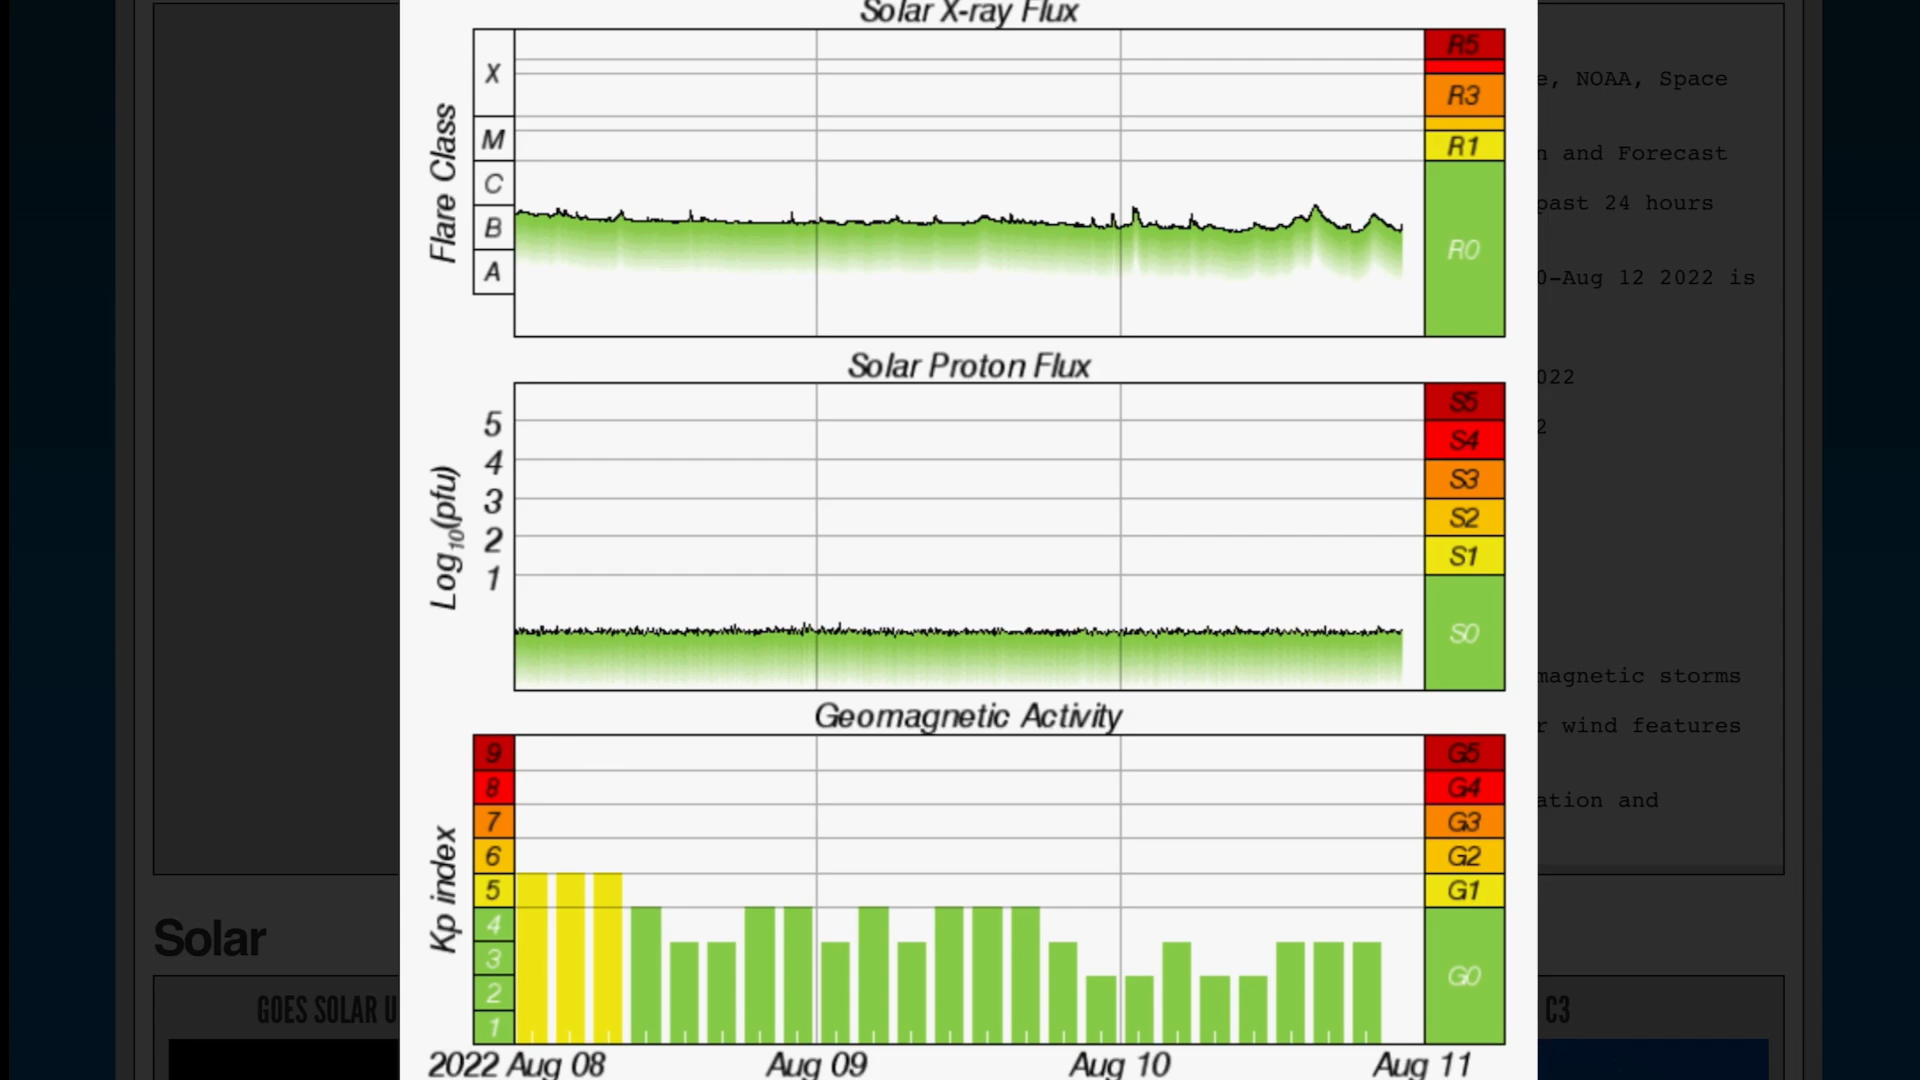 Solar X-ray Flux
Flare Class
X
M
C
B
A
R5
R3
R1
R0
Solar Proton Flux
Log10(pfu)
5
4
3
2
1
S5
S4
S3
S2
S1
S0
Geomagnetic Activity
Kp index
9
8
7
6
5
4
3
2
1
G5
G4
G3
G2
G1
G0
2022 Aug 08
Aug 09
Aug 10
Aug 11
NOAA, Space
and Forecast
past 24 hours
0-Aug 12 2022 is
022
2
magnetic storms
wind features
ation and
Solar
GOES SOLAR U
C3